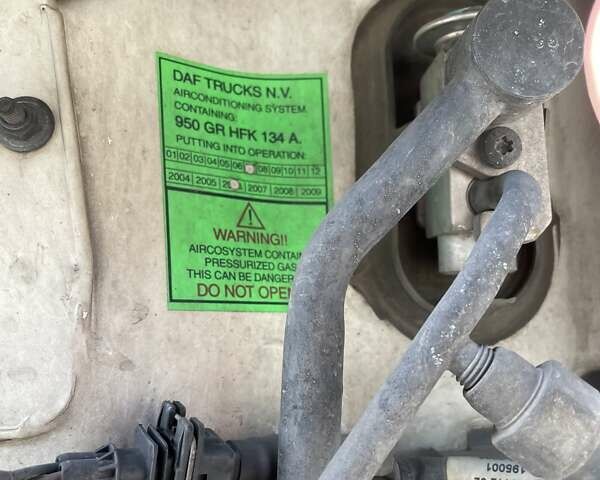 DAF TRUCKS N.V.
AIRCONDITIONING SYSTEM
CONTAINING:
950 GR HFK 134 A.
PUTTING INTO OPERATION:
01 02 03 04 05 06 08 09 10 11 12
2004 2005 2007 2008 2009
WARNING!!
AIRCOSYSTEM CONTAIN
PRESSURIZED GAS
THIS CAN BE DANGER
DO NOT OPEN
195001